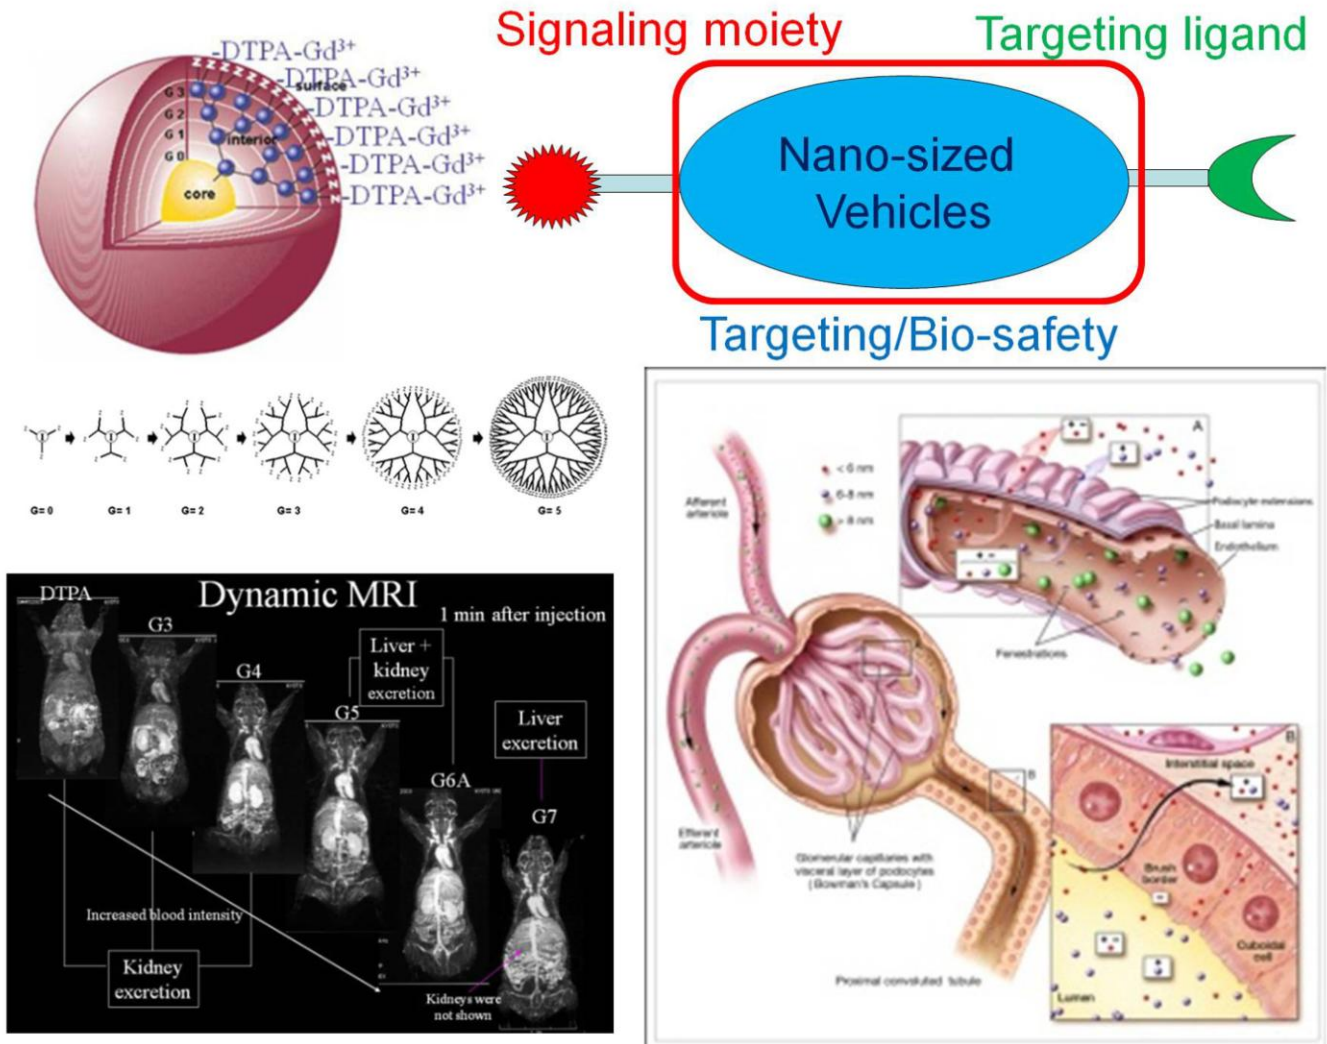 Signaling moiety
Targeting ligand
-DTPA-Gd³⁺
-DTPA-Gd³⁺
surface
-DTPA-Gd³⁺
-DTPA-Gd³⁺
-DTPA-Gd³⁺
-DTPA-Gd³⁺
G 3
G 2
G 1
G 0
interior
core
z z z z z z z z z z z z
Nano-sized
Vehicles
Targeting/Bio-safety
G= 0
G= 1
G= 2
G= 3
G= 4
G= 5
Dynamic MRI
1 min after injection
DTPA
G3
G4
G5
G6A
G7
Liver +
kidney
excretion
Liver
excretion
Increased blood intensity
Kidney
excretion
Kidneys were
not shown
Afferent
arteriole
< 6 nm
6-8 nm
> 8 nm
A
Podocyte extensions
Basal lamina
Endothelium
Fenestrations
Efferent
arteriole
Glomerular capillaries with
visceral layer of podocytes
(Bowman's Capsule)
B
Proximal convoluted tubule
B
Interstitial space
Brush
border
Cuboidal
cell
Lumen